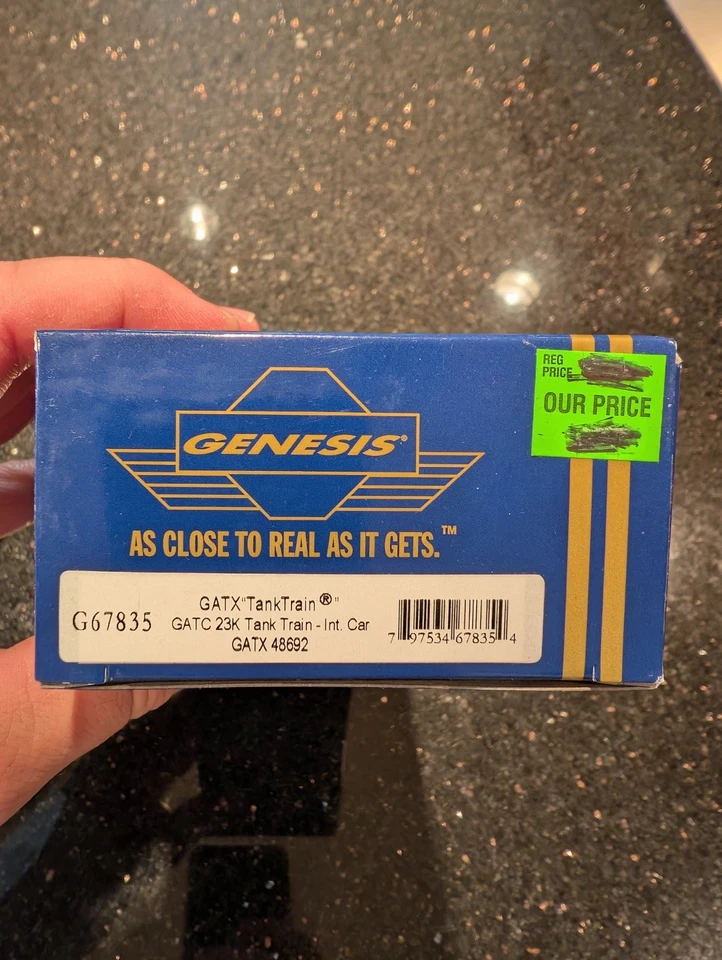 REG
PRICE
OUR PRICE
GENESIS®
AS CLOSE TO REAL AS IT GETS.™
G67835
GATX"TankTrain®"
GATC 23K Tank Train - Int. Car
GATX 48692
7 97534 67835 4